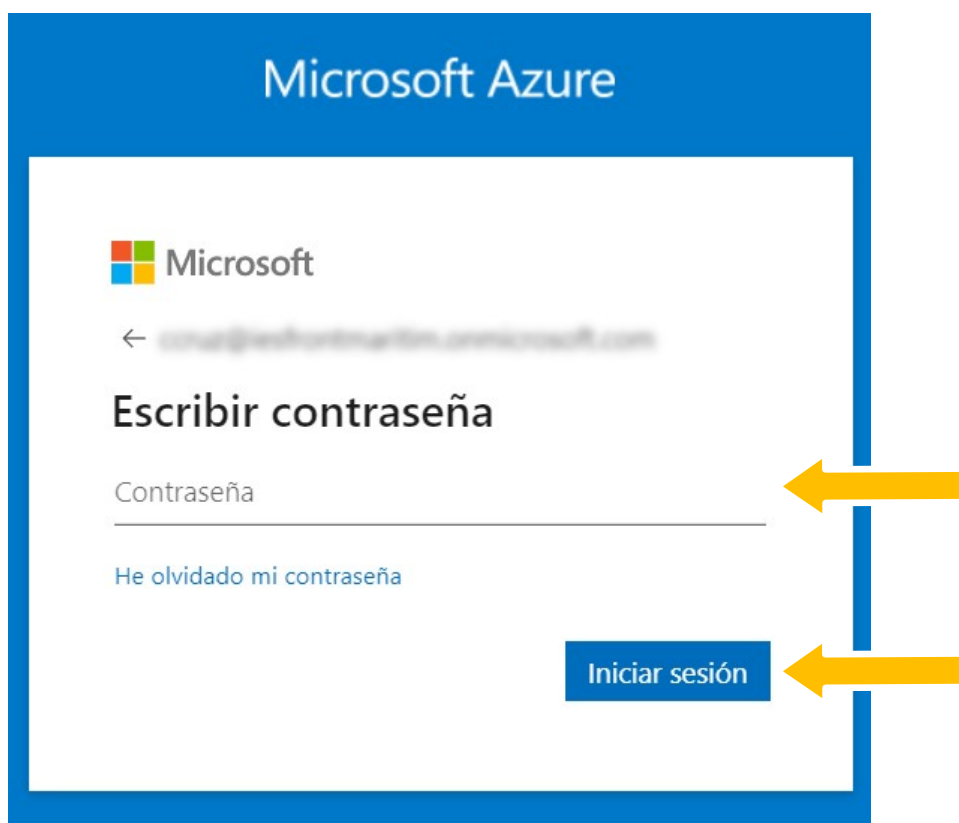 Microsoft Azure
Microsoft
Escribir contraseña
Contraseña
He olvidado mi contraseña
Iniciar sesión